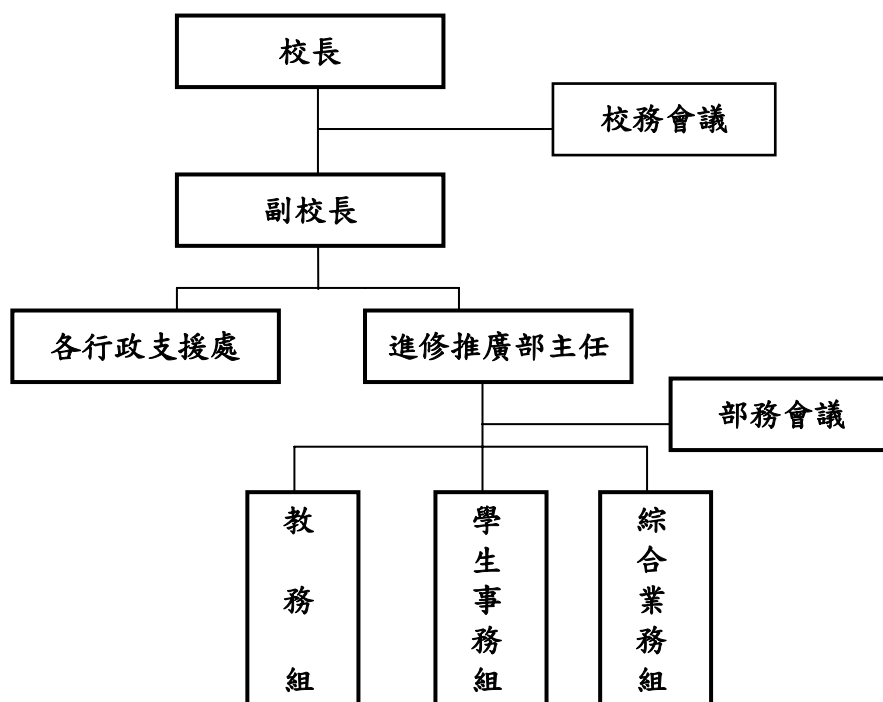 校長
校務會議
副校長
各行政支援處
進修推廣部主任
部務會議
教務組
學生事務組
綜合業務組